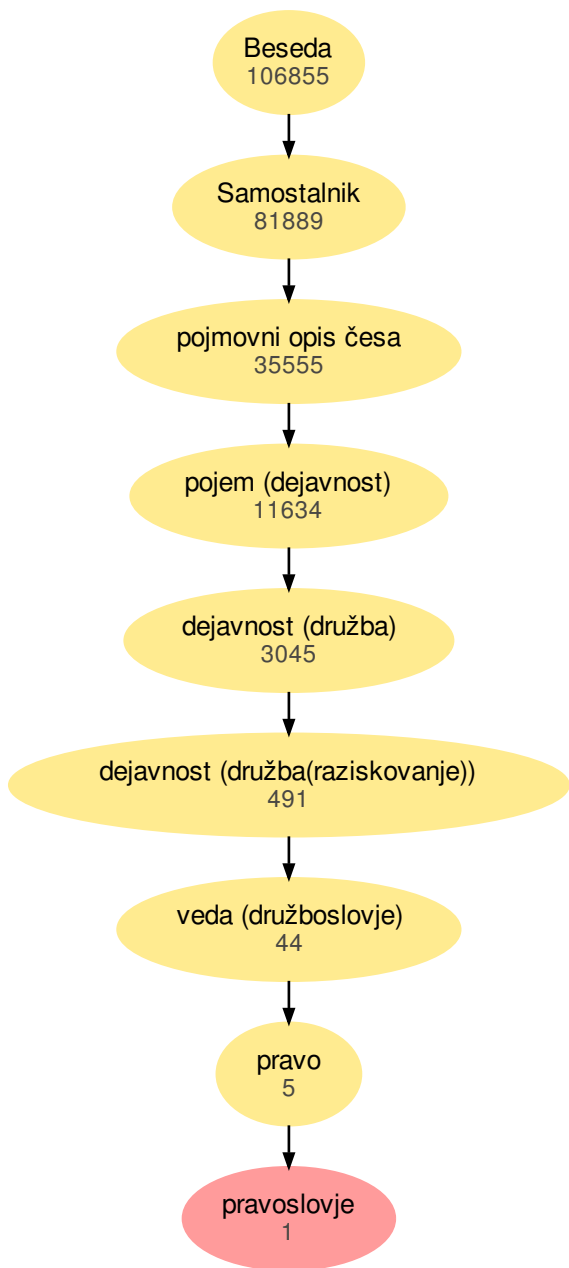 Beseda
106855
Samostalnik
81889
pojmovni opis česa
35555
pojem (dejavnost)
11634
dejavnost (družba)
3045
dejavnost (družba(raziskovanje))
491
veda (družboslovje)
44
pravo
5
pravoslovje
1